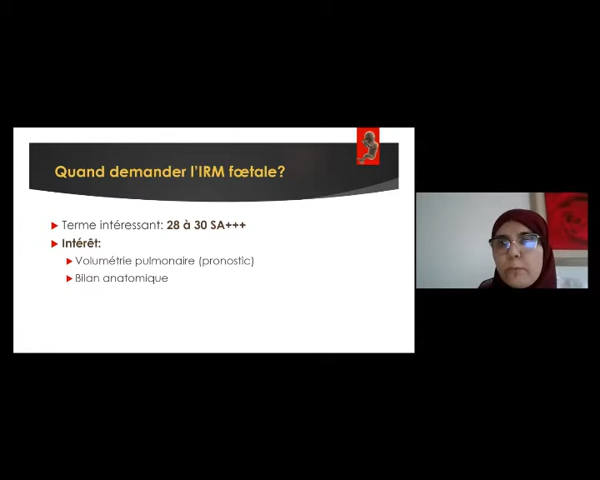 Quand demander l'IRM fœtale?
Terme intéressant: 28 à 30 SA+++
Intérêt:
Volumétrie pulmonaire (pronostic)
Bilan anatomique